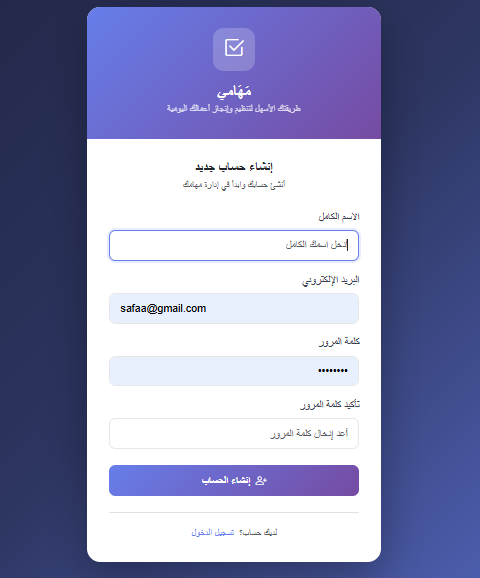 مَهَامي
طريقتك الأسهل لتنظيم وإنجاز أعمالك اليومية
إنشاء حساب جديد
أنشئ حسابك وابدأ في إدارة مهامك
الاسم الكامل
أدخل اسمك الكامل
البريد الإلكتروني
safaa@gmail.com
كلمة المرور
••••••••
تأكيد كلمة المرور
أعد إدخال كلمة المرور
إنشاء الحساب
لديك حساب؟ تسجيل الدخول